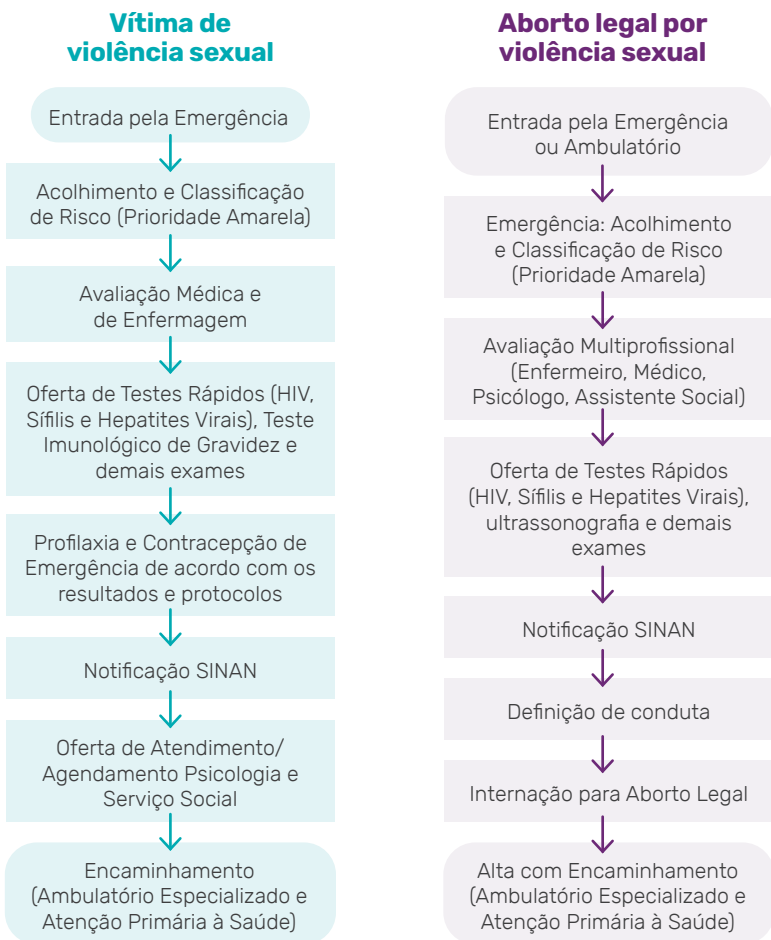 Vítima de
violência sexual
Entrada pela Emergência
Acolhimento e Classificação
de Risco (Prioridade Amarela)
Avaliação Médica e
de Enfermagem
Oferta de Testes Rápidos (HIV,
Sífilis e Hepatites Virais), Teste
Imunológico de Gravidez e
demais exames
Profilaxia e Contracepção de
Emergência de acordo com os
resultados e protocolos
Notificação SINAN
Oferta de Atendimento/
Agendamento Psicologia e
Serviço Social
Encaminhamento
(Ambulatório Especializado e
Atenção Primária à Saúde)
Aborto legal por
violência sexual
Entrada pela Emergência
ou Ambulatório
Emergência: Acolhimento
e Classificação de Risco
(Prioridade Amarela)
Avaliação Multiprofissional
(Enfermeiro, Médico,
Psicólogo, Assistente Social)
Oferta de Testes Rápidos
(HIV, Sífilis e Hepatites Virais),
ultrassonografia e demais
exames
Notificação SINAN
Definição de conduta
Internação para Aborto Legal
Alta com Encaminhamento
(Ambulatório Especializado e
Atenção Primária à Saúde)